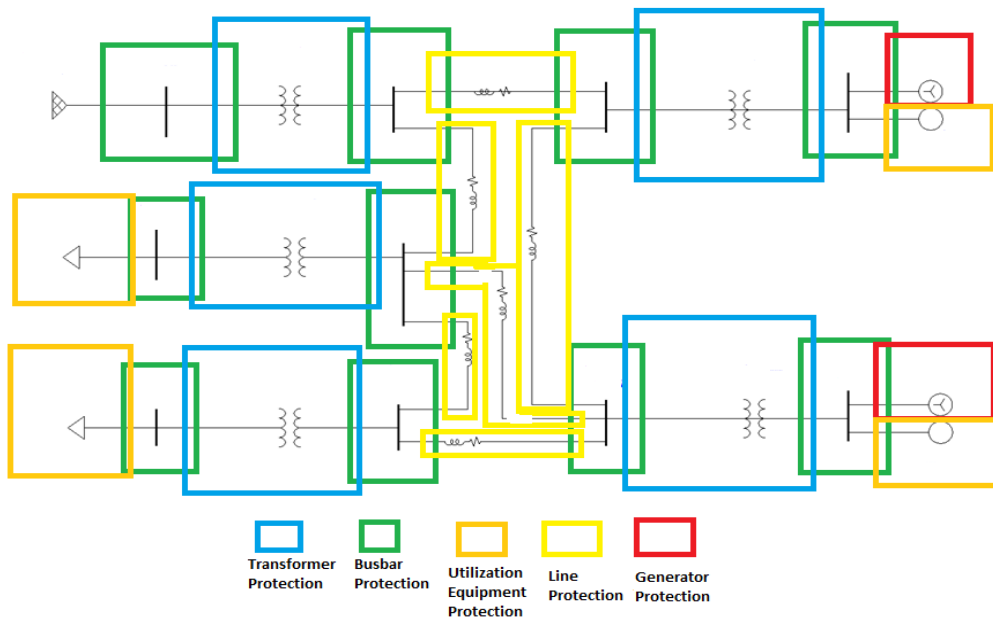 Transformer
Protection
Busbar
Protection
Utilization
Equipment
Protection
Line
Protection
Generator
Protection